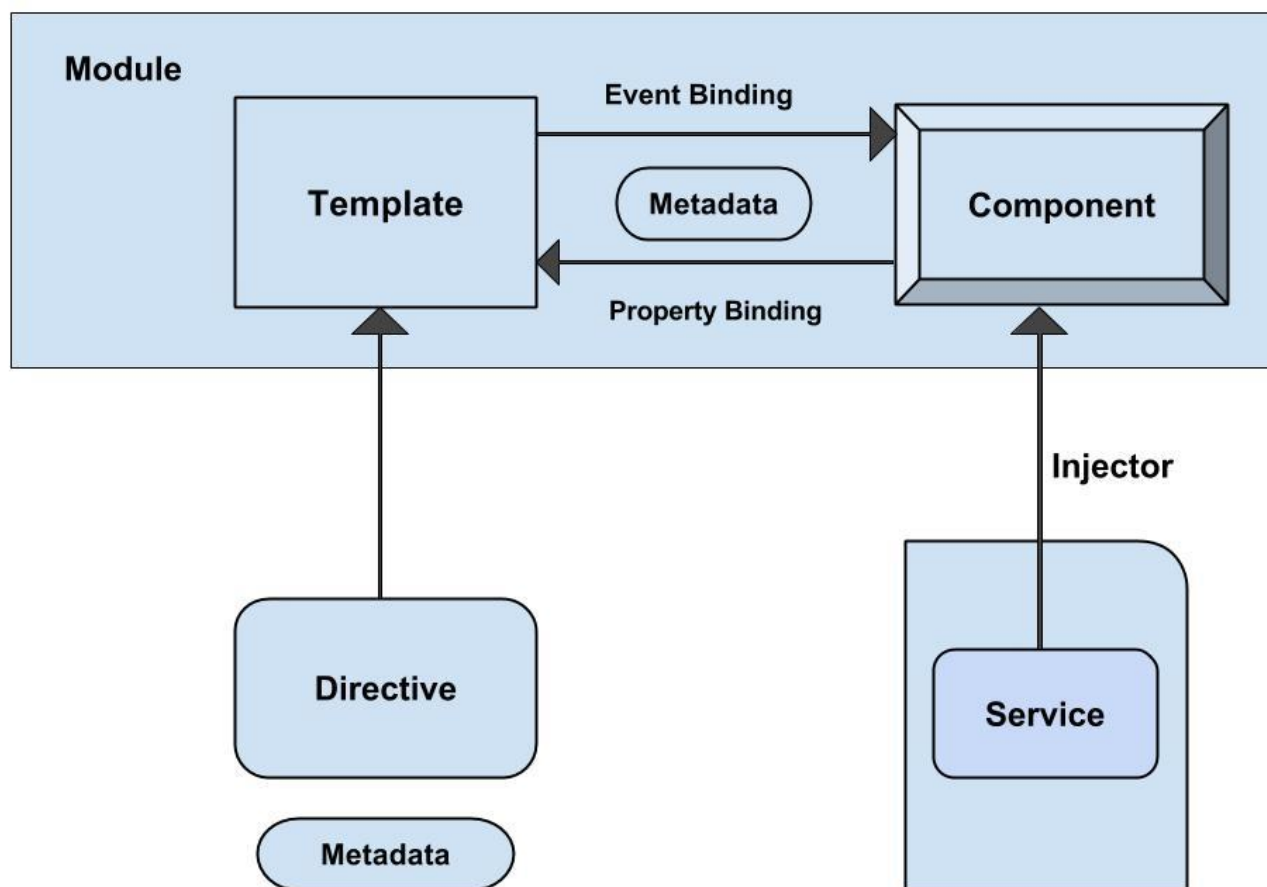 Module
Event Binding
Template
Metadata
Component
Property Binding
Injector
Directive
Service
Metadata